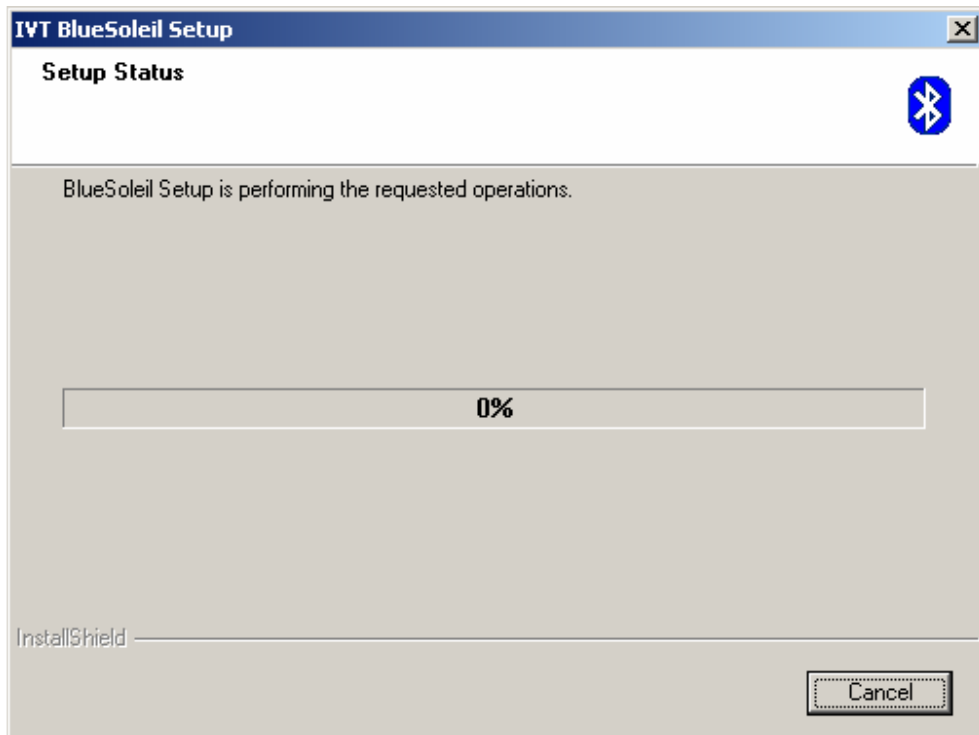 IVT BlueSoleil Setup
Setup Status
BlueSoleil Setup is performing the requested operations.
0%
InstallShield
Cancel